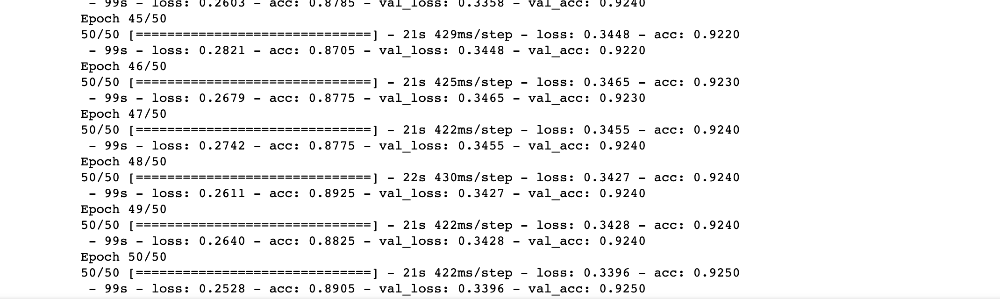 - 99s - loss: 0.2603 - acc: 0.8785 - val_loss: 0.3358 - val_acc: 0.9240
Epoch 45/50
50/50 [==============================] - 21s 429ms/step - loss: 0.3448 - acc: 0.9220
- 99s - loss: 0.2821 - acc: 0.8705 - val_loss: 0.3448 - val_acc: 0.9220
Epoch 46/50
50/50 [==============================] - 21s 425ms/step - loss: 0.3465 - acc: 0.9230
- 99s - loss: 0.2679 - acc: 0.8775 - val_loss: 0.3465 - val_acc: 0.9230
Epoch 47/50
50/50 [==============================] - 21s 422ms/step - loss: 0.3455 - acc: 0.9240
- 99s - loss: 0.2742 - acc: 0.8775 - val_loss: 0.3455 - val_acc: 0.9240
Epoch 48/50
50/50 [==============================] - 22s 430ms/step - loss: 0.3427 - acc: 0.9240
- 99s - loss: 0.2611 - acc: 0.8925 - val_loss: 0.3427 - val_acc: 0.9240
Epoch 49/50
50/50 [==============================] - 21s 422ms/step - loss: 0.3428 - acc: 0.9240
- 99s - loss: 0.2640 - acc: 0.8825 - val_loss: 0.3428 - val_acc: 0.9240
Epoch 50/50
50/50 [==============================] - 21s 422ms/step - loss: 0.3396 - acc: 0.9250
- 99s - loss: 0.2528 - acc: 0.8905 - val_loss: 0.3396 - val_acc: 0.9250